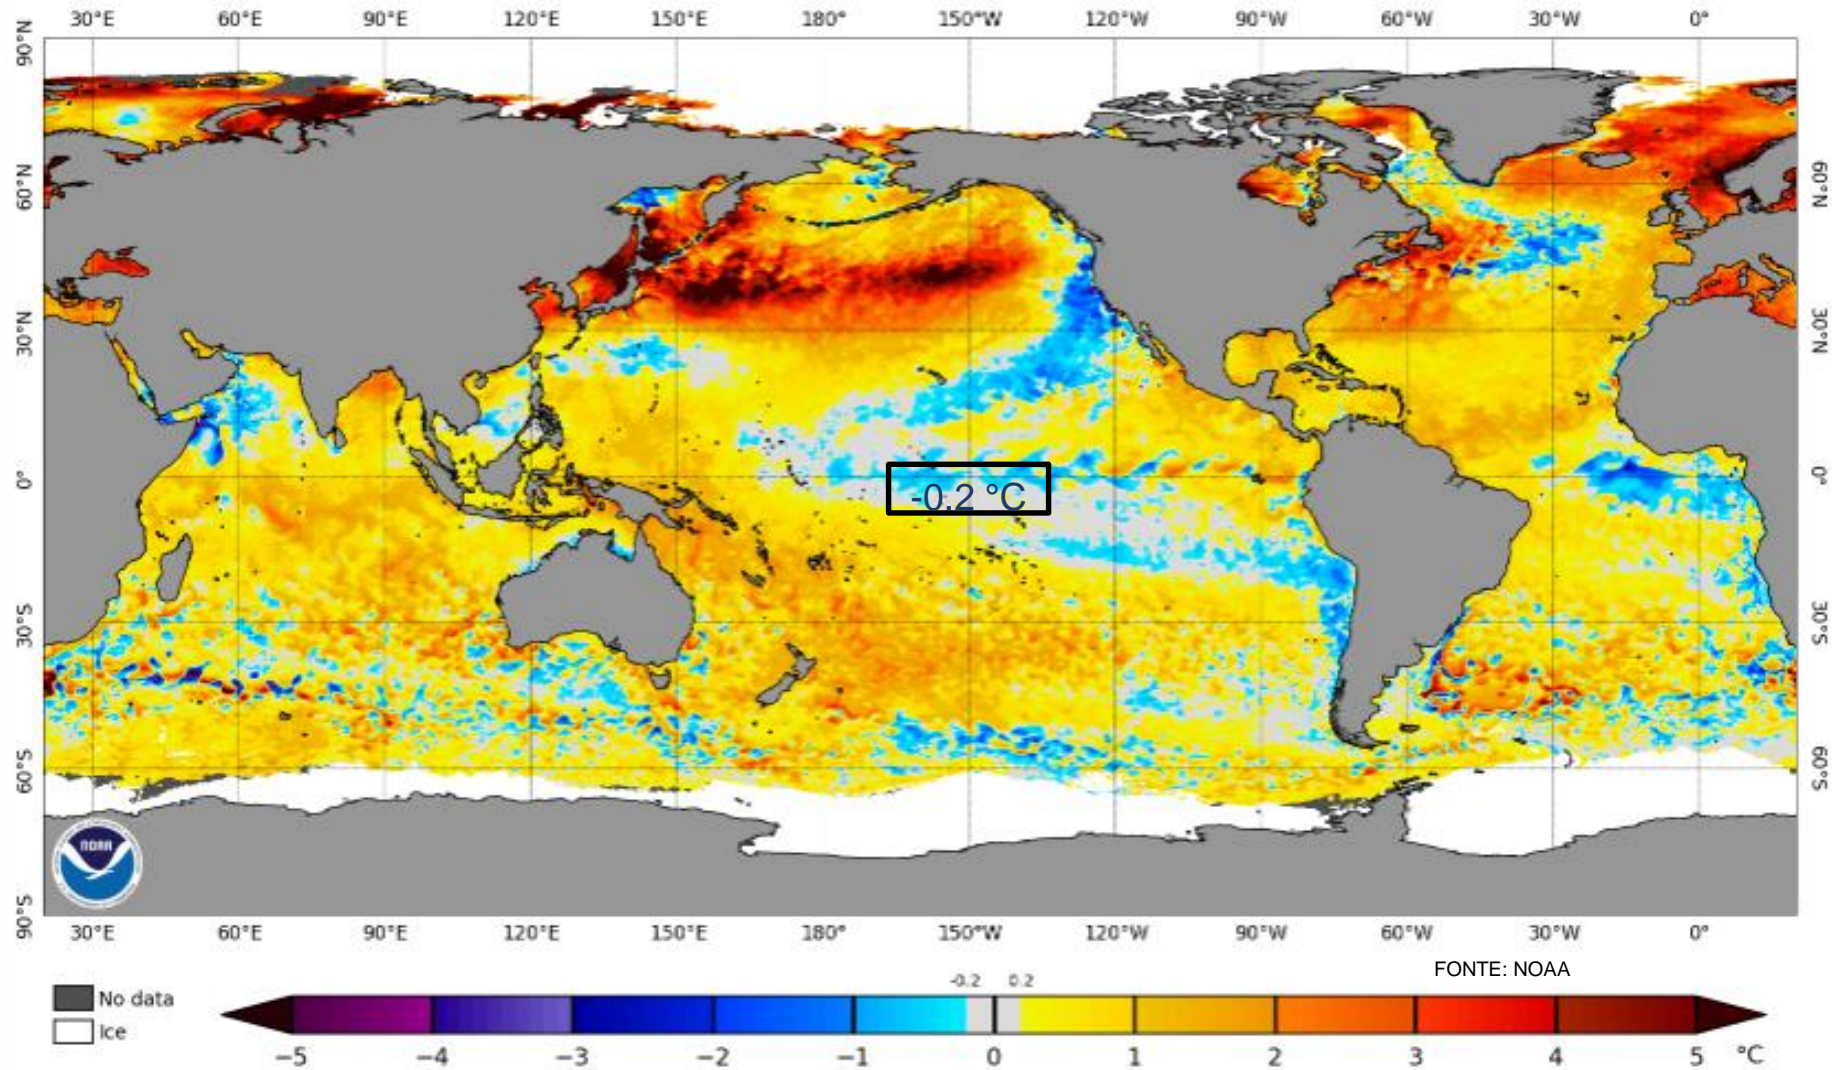 30°E 60°E 90°E 120°E 150°E 180° 150°W 120°W 90°W 60°W 30°W 0°
90°N
60°N 60°N
30°N 30°N
0° 0°
-0.2 °C
30°S 30°S
60°S 60°S
NOAA
90°S
30°E 60°E 90°E 120°E 150°E 180° 150°W 120°W 90°W 60°W 30°W 0°
FONTE: NOAA
-0.2 0.2
No data
Ice
−5 −4 −3 −2 −1 0 1 2 3 4 5 °C